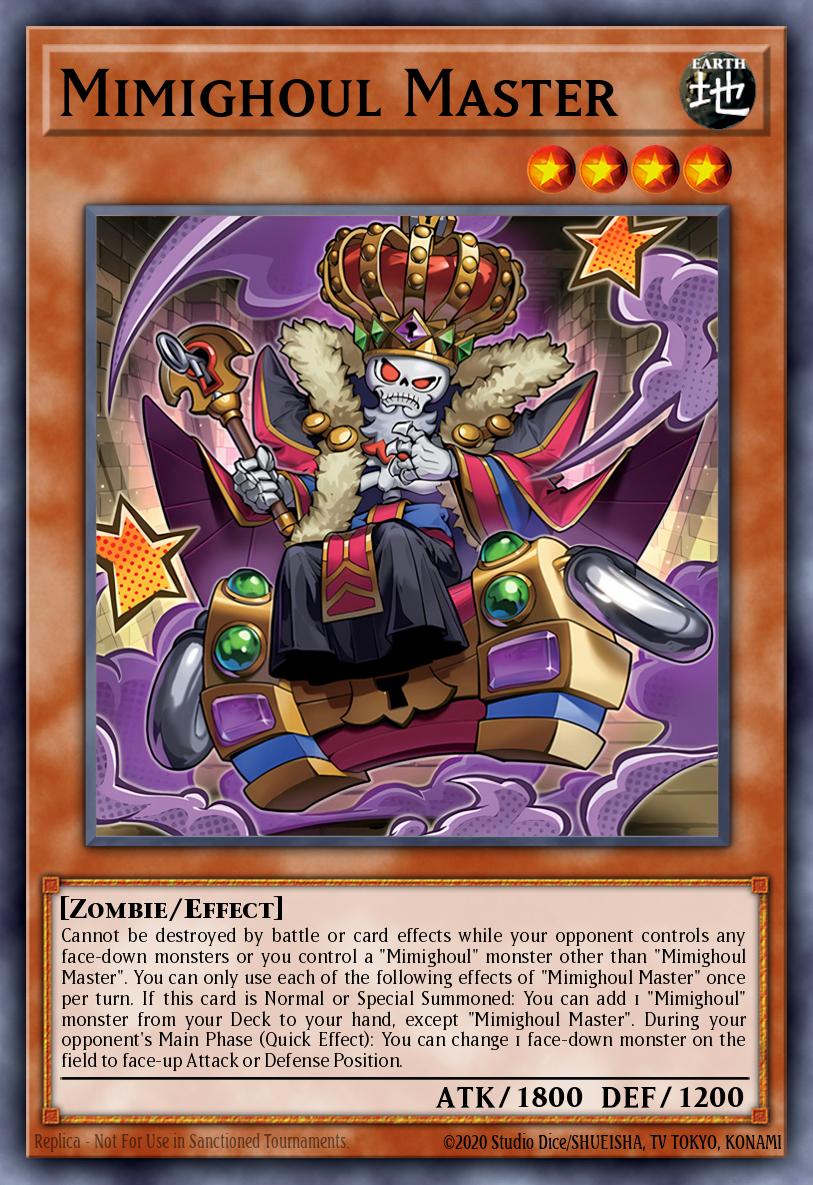 Mimighoul Master
EARTH
地
[Zombie/Effect]
Cannot be destroyed by battle or card effects while your opponent controls any
face-down monsters or you control a "Mimighoul" monster other than "Mimighoul
Master". You can only use each of the following effects of "Mimighoul Master" once
per turn. If this card is Normal or Special Summoned: You can add 1 "Mimighoul"
monster from your Deck to your hand, except "Mimighoul Master". During your
opponent's Main Phase (Quick Effect): You can change 1 face-down monster on the
field to face-up Attack or Defense Position.
ATK/1800 DEF/1200
Replica - Not For Use in Sanctioned Tournaments.
©2020 Studio Dice/SHUEISHA, TV TOKYO, KONAMI